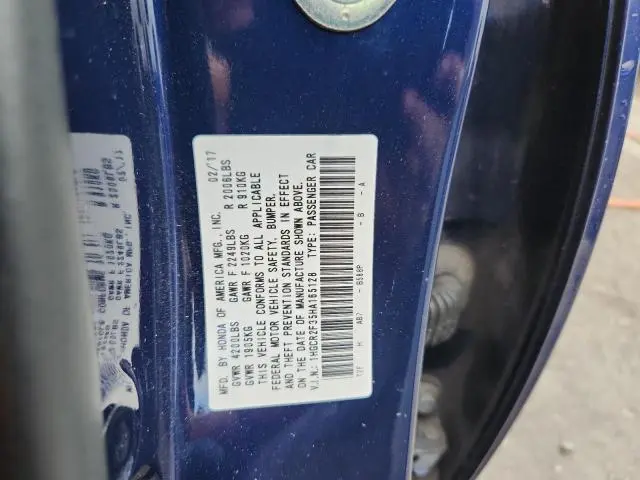 MFD. BY HONDA OF AMERICA MFG., INC. 02/17
GVWR 4200LBS GAWR F 2249LBS R 2006LBS
GVWR 1905KG GAWR F 1020KG R 910KG
THIS VEHICLE CONFORMS TO ALL APPLICABLE
FEDERAL MOTOR VEHICLE SAFETY, BUMPER,
AND THEFT PREVENTION STANDARDS IN EFFECT
ON THE DATE OF MANUFACTURE SHOWN ABOVE.
V.I.N.: 1HGCR2F35HA165128 TYPE: PASSENGER CAR
H AB7 - B588P - B - A